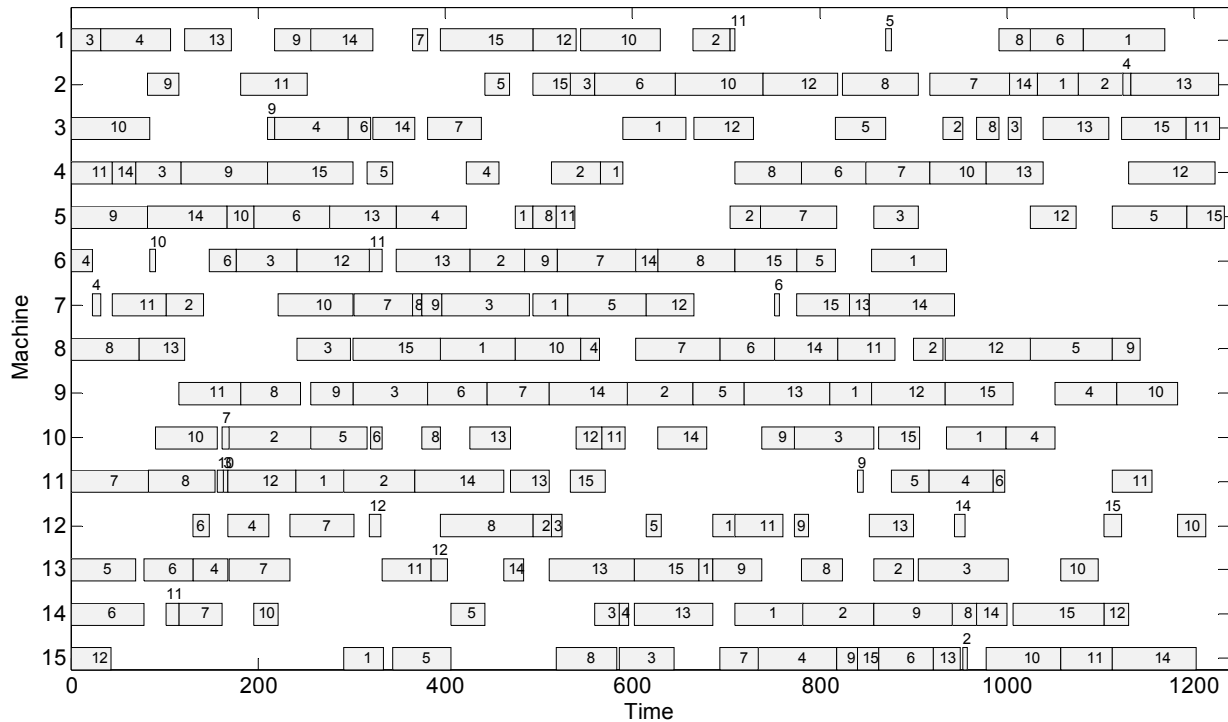 11 5
1 3 4 13 9 14 7 15 12 10 2 8 6 1
4
2 9 11 5 15 3 6 10 12 8 7 14 1 2 13
9
3 10 4 6 14 7 1 12 5 2 8 3 13 15 11
4 11 14 3 9 15 5 4 2 1 8 6 7 10 13 12
5 9 14 10 6 13 4 1 8 11 2 7 3 12 5 15
10 11
6 4 6 3 12 13 2 9 7 14 8 15 5 1
4 6
7 11 2 10 7 8 9 3 1 5 12 15 13 14
8 8 13 3 15 1 10 4 7 6 14 11 2 12 5 9
9 11 8 9 3 6 7 14 2 5 13 1 12 15 4 10
7
10 10 2 5 6 9 13 12 11 14 9 3 15 1 4
3 10 9
11 7 8 12 1 2 14 13 15 5 4 6 11
12 14 15
12 6 4 7 8 2 3 5 1 11 9 13 10
12
13 5 6 4 7 11 14 13 15 1 9 8 2 3 10
11
14 6 7 10 5 3 4 13 1 2 9 8 14 15 12
2
15 12 1 5 8 3 7 4 9 15 6 13 10 11 14
0 200 400 600 800 1000 1200
Time
Machine